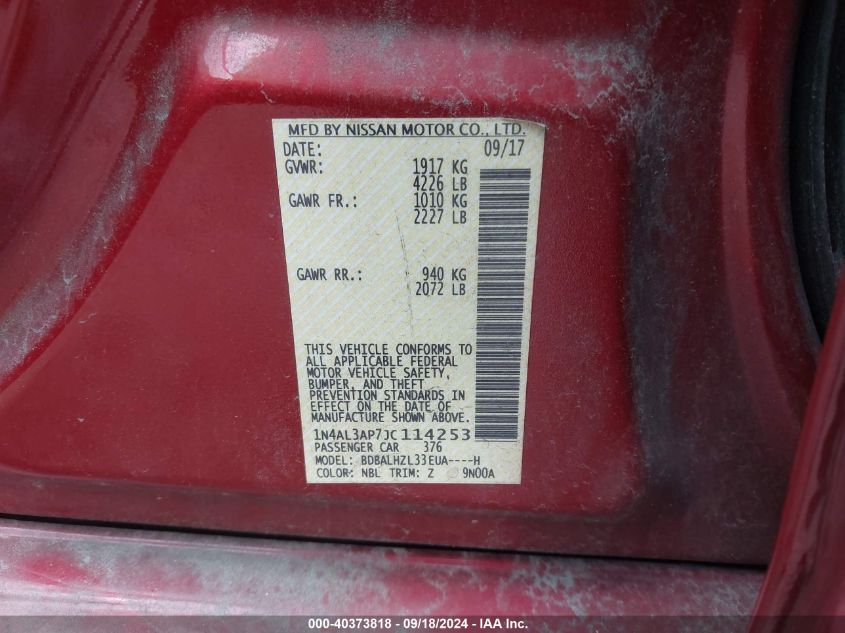 MFD BY NISSAN MOTOR CO., LTD.
DATE: 09/17
GVWR: 1917 KG
4226 LB
GAWR FR.: 1010 KG
2227 LB
GAWR RR.: 940 KG
2072 LB
THIS VEHICLE CONFORMS TO
ALL APPLICABLE FEDERAL
MOTOR VEHICLE SAFETY,
BUMPER, AND THEFT
PREVENTION STANDARDS IN
EFFECT ON THE DATE OF
MANUFACTURE SHOWN ABOVE.
1N4AL3AP7JC114253
PASSENGER CAR 376
MODEL: BDBALHZL33EUA----H
COLOR: NBL TRIM: Z 9N00A
000-40373818 - 09/18/2024 - IAA Inc.